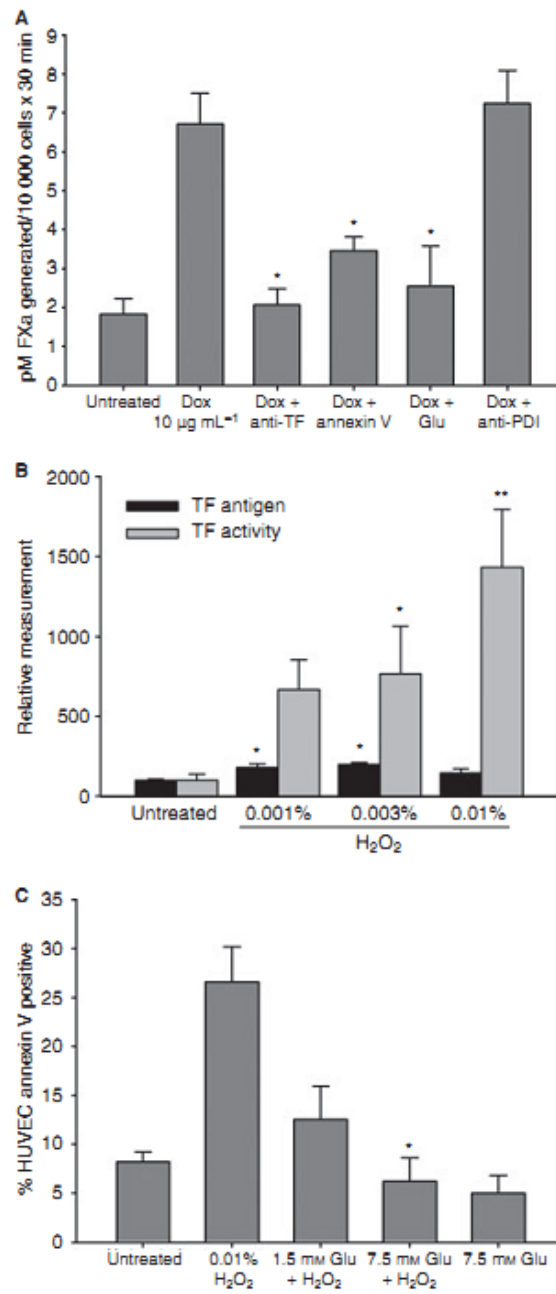 A
pM FXa generated/10 000 cells x 30 min
9
8
7
6
5
4
3
2
1
0
Untreated Dox Dox + Dox + Dox + Dox +
10 µg mL⁻¹ anti-TF annexin V Glu anti-PDI
* * *
B
Relative measurement
2000
1500
1000
500
0
TF antigen
TF activity
* * * **
Untreated 0.001% 0.003% 0.01%
H₂O₂
C
% HUVEC annexin V positive
35
30
25
20
15
10
5
0
*
Untreated 0.01% 1.5 mM Glu 7.5 mM Glu 7.5 mM Glu
H₂O₂ + H₂O₂ + H₂O₂